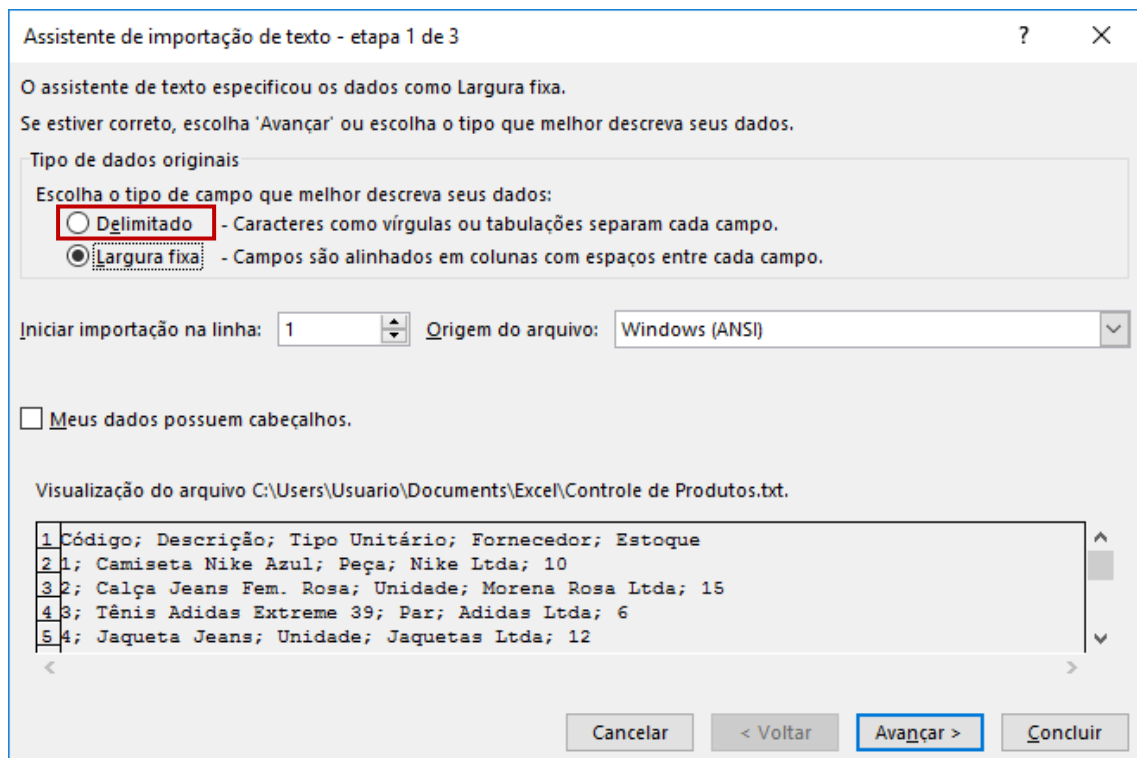 Assistente de importação de texto - etapa 1 de 3 ? ×
O assistente de texto especificou os dados como Largura fixa.
Se estiver correto, escolha 'Avançar' ou escolha o tipo que melhor descreva seus dados.
Tipo de dados originais
Escolha o tipo de campo que melhor descreva seus dados:
Delimitado - Caracteres como vírgulas ou tabulações separam cada campo.
Largura fixa - Campos são alinhados em colunas com espaços entre cada campo.
Iniciar importação na linha: 1 Origem do arquivo: Windows (ANSI)
Meus dados possuem cabeçalhos.
Visualização do arquivo C:\Users\Usuario\Documents\Excel\Controle de Produtos.txt.
1 Código; Descrição; Tipo Unitário; Fornecedor; Estoque
2 1; Camiseta Nike Azul; Peça; Nike Ltda; 10
3 2; Calça Jeans Fem. Rosa; Unidade; Morena Rosa Ltda; 15
4 3; Tênis Adidas Extreme 39; Par; Adidas Ltda; 6
5 4; Jaqueta Jeans; Unidade; Jaquetas Ltda; 12
Cancelar < Voltar Avançar > Concluir